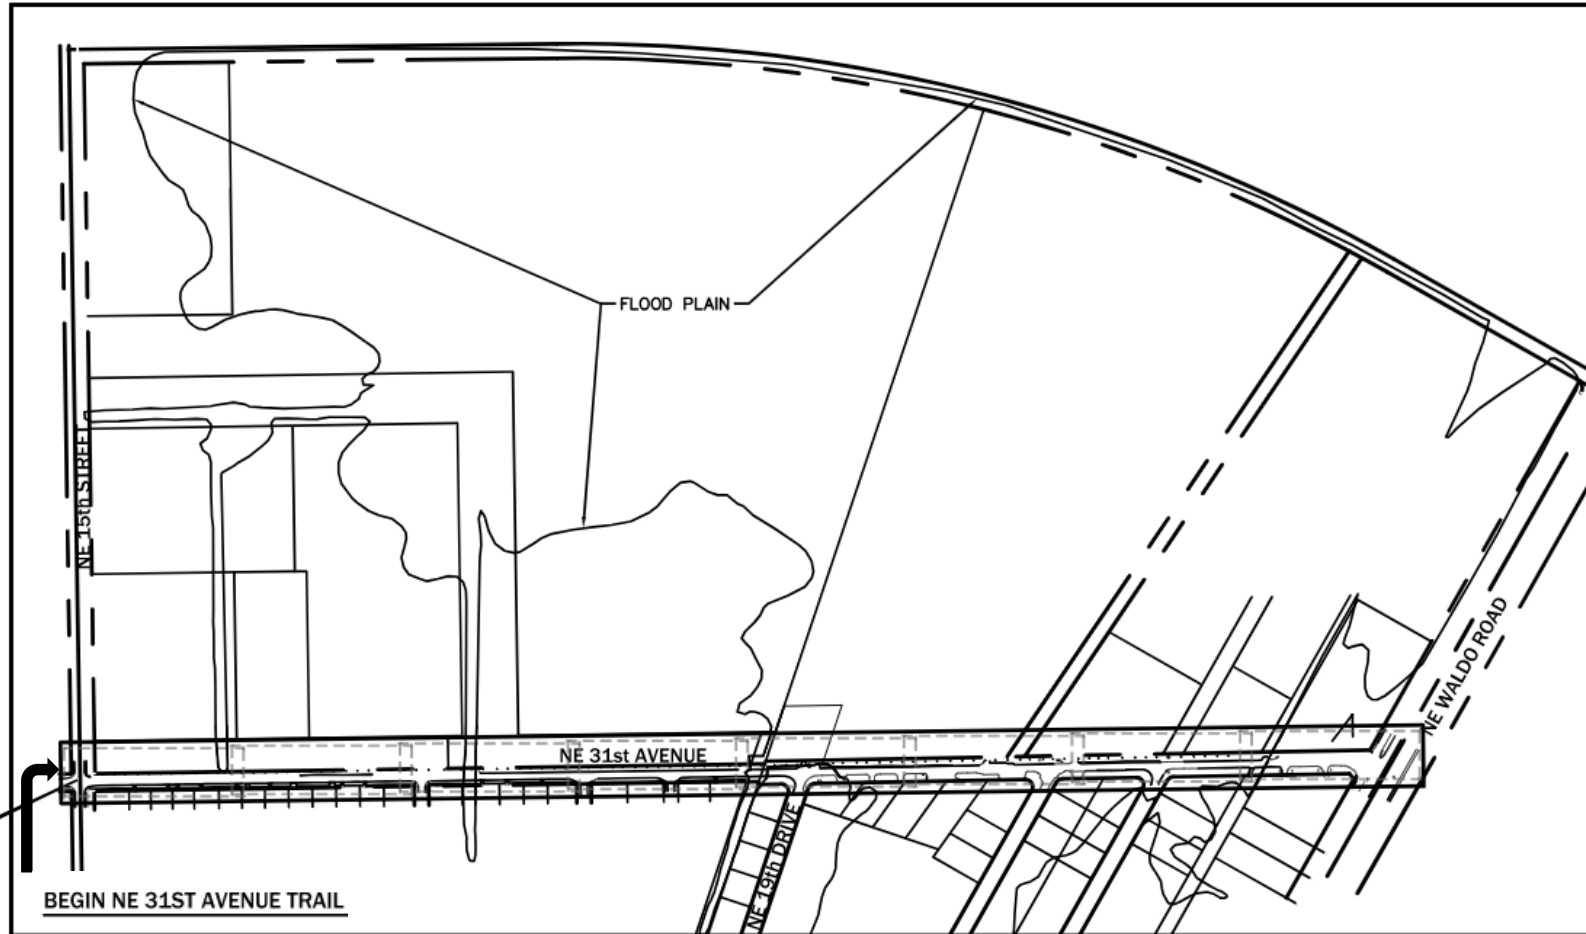 FLOOD PLAIN
NE 15th STREET
NE WALDO ROAD
NE 31st AVENUE
NE 19th DRIVE
BEGIN NE 31ST AVENUE TRAIL